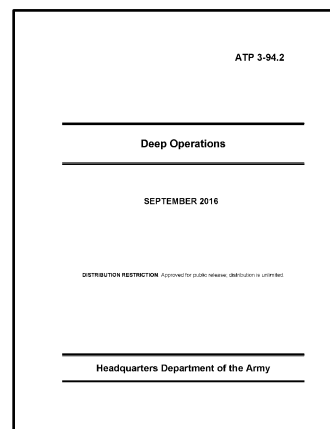 ATP 3-94.2
Deep Operations
SEPTEMBER 2016
DISTRIBUTION RESTRICTION Approved for public release; distribution is unlimited.
Headquarters Department of the Army